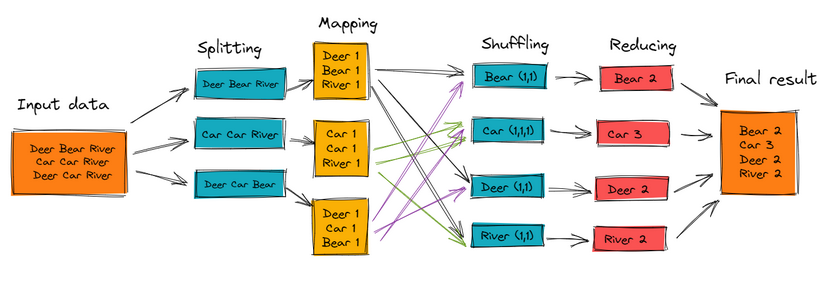 Input data
Deer Bear River
Car Car River
Deer Car River
Splitting
Deer Bear River
Car Car River
Deer Car Bear
Mapping
Deer 1
Bear 1
River 1
Car 1
Car 1
River 1
Deer 1
Car 1
Bear 1
Shuffling
Bear (1,1)
Car (1,1,1)
Deer (1,1)
River (1,1)
Reducing
Bear 2
Car 3
Deer 2
River 2
Final result
Bear 2
Car 3
Deer 2
River 2